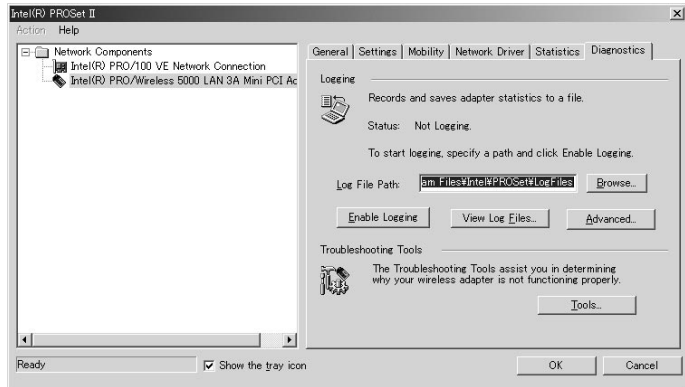 Intel(R) PROSet II
Action Help
Network Components
Intel(R) PRO/100 VE Network Connection
Intel(R) PRO/Wireless 5000 LAN 3A Mini PCI Ac
General Settings Mobility Network Driver Statistics Diagnostics
Logging
Records and saves adapter statistics to a file.
Status: Not Logging.
To start logging, specify a path and click Enable Logging.
Log File Path: am Files¥Intel¥PROSet¥LogFiles Browse...
Enable Logging View Log Files... Advanced...
Troubleshooting Tools
The Troubleshooting Tools assist you in determining
why your wireless adapter is not functioning properly.
Tools...
Ready Show the tray icon OK Cancel